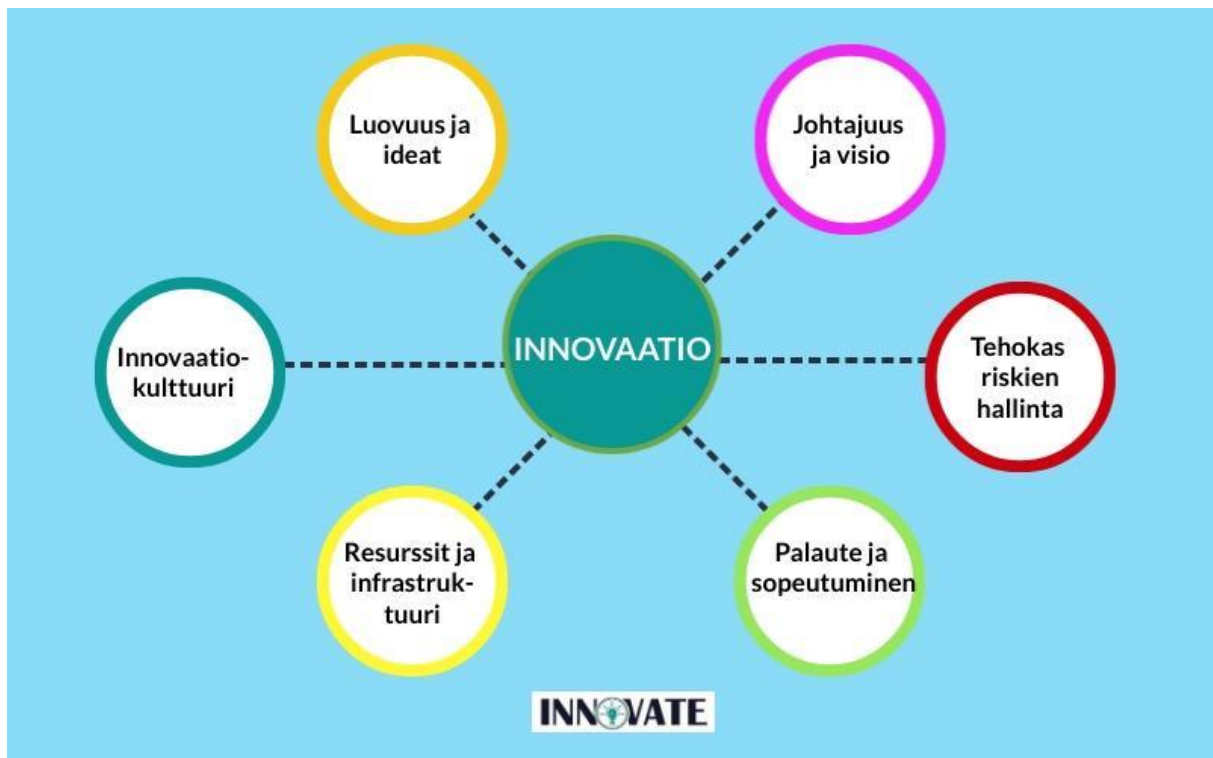 Luovuus ja
ideat
Johtajuus
ja visio
INNOVAATIO
Innovaatio-
kulttuuri
Tehokas
riskien
hallinta
Resurssit ja
infrastruk-
tuuri
Palaute ja
sopeutuminen
INNOVATE